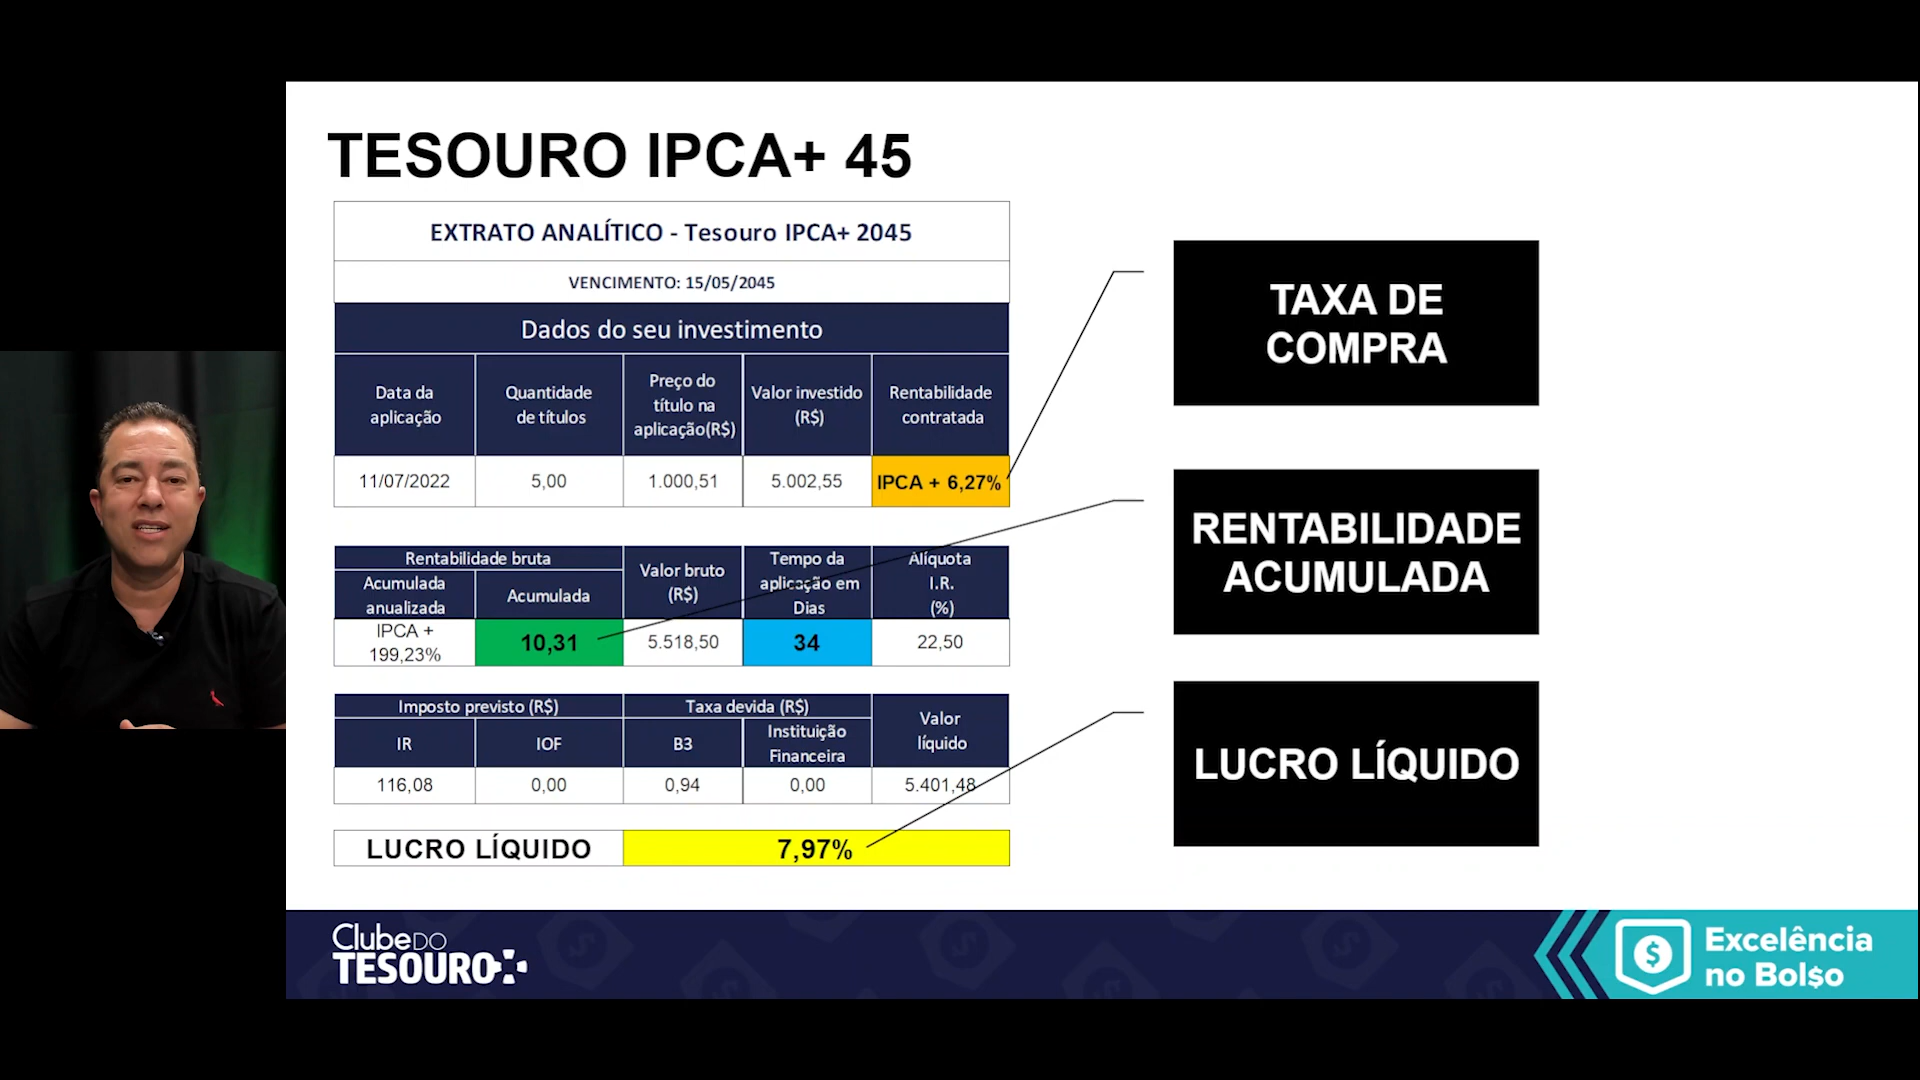 TESOURO IPCA+ 45
EXTRATO ANALÍTICO - Tesouro IPCA+ 2045
VENCIMENTO: 15/05/2045
Dados do seu investimento
Data da aplicação
Quantidade de títulos
Preço do título na aplicação(R$)
Valor investido (R$)
Rentabilidade contratada
11/07/2022
5,00
1.000,51
5.002,55
IPCA + 6,27%
Rentabilidade bruta
Acumulada anualizada
Acumulada
Valor bruto (R$)
Tempo da aplicação em Dias
Alíquota I.R. (%)
IPCA + 199,23%
10,31
5.518,50
34
22,50
Imposto previsto (R$)
Taxa devida (R$)
Valor líquido
IR
IOF
B3
Instituição Financeira
116,08
0,00
0,94
0,00
5.401,48
LUCRO LÍQUIDO
7,97%
TAXA DE
COMPRA
RENTABILIDADE
ACUMULADA
LUCRO LÍQUIDO
Clube DO
TESOURO
Excelência
no Bol$o